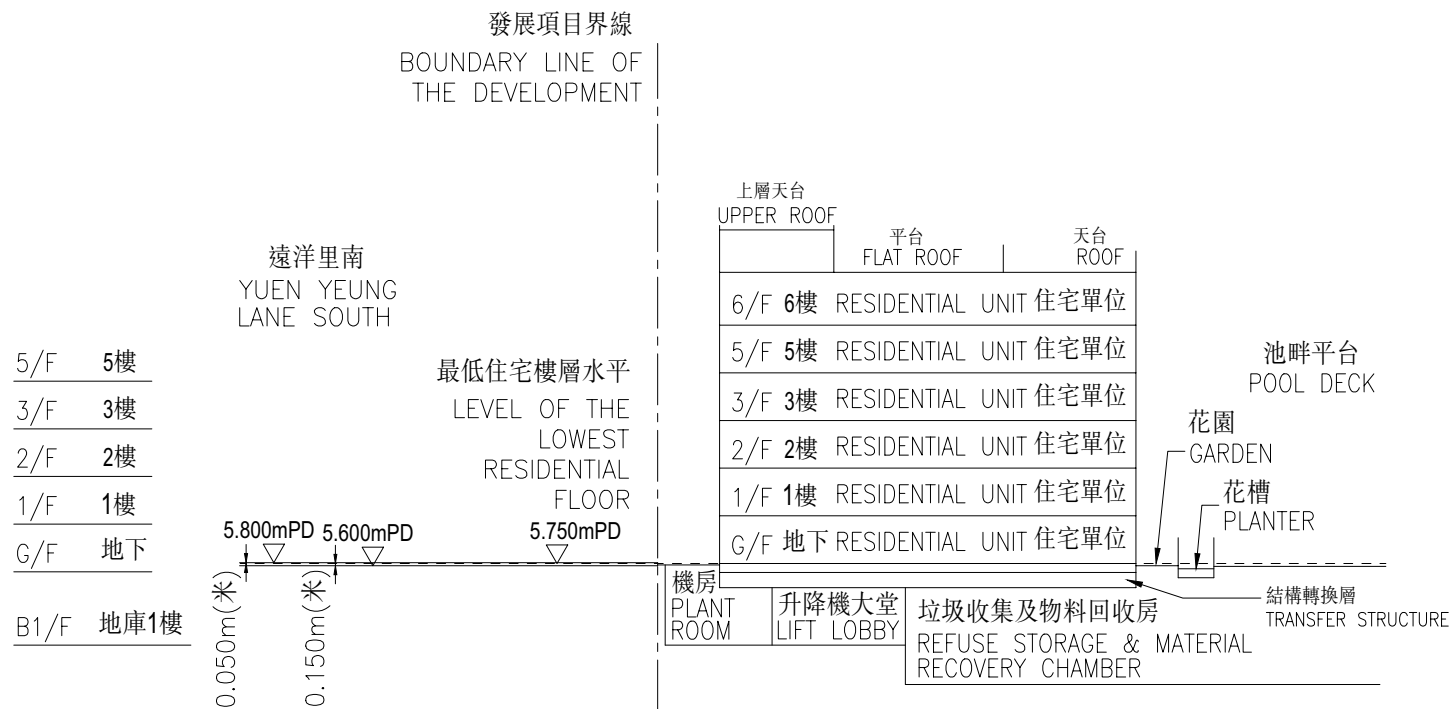 發展項目界線
BOUNDARY LINE OF
THE DEVELOPMENT
上層天台
UPPER ROOF
平台
FLAT ROOF
天台
ROOF
遠洋里南
YUEN YEUNG
LANE SOUTH
6/F 6樓 RESIDENTIAL UNIT 住宅單位
5/F 5樓 RESIDENTIAL UNIT 住宅單位
3/F 3樓 RESIDENTIAL UNIT 住宅單位
2/F 2樓 RESIDENTIAL UNIT 住宅單位
1/F 1樓 RESIDENTIAL UNIT 住宅單位
G/F 地下 RESIDENTIAL UNIT 住宅單位
5/F 5樓
3/F 3樓
2/F 2樓
1/F 1樓
G/F 地下
B1/F 地庫1樓
最低住宅樓層水平
LEVEL OF THE
LOWEST
RESIDENTIAL
FLOOR
5.800mPD
5.600mPD
5.750mPD
0.050m(米)
0.150m(米)
池畔平台
POOL DECK
花園
GARDEN
花槽
PLANTER
機房
PLANT
ROOM
升降機大堂
LIFT LOBBY
垃圾收集及物料回收房
REFUSE STORAGE & MATERIAL
RECOVERY CHAMBER
結構轉換層
TRANSFER STRUCTURE